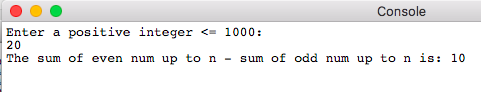 Console
Enter a positive integer <= 1000:
20
The sum of even num up to n - sum of odd num up to n is: 10